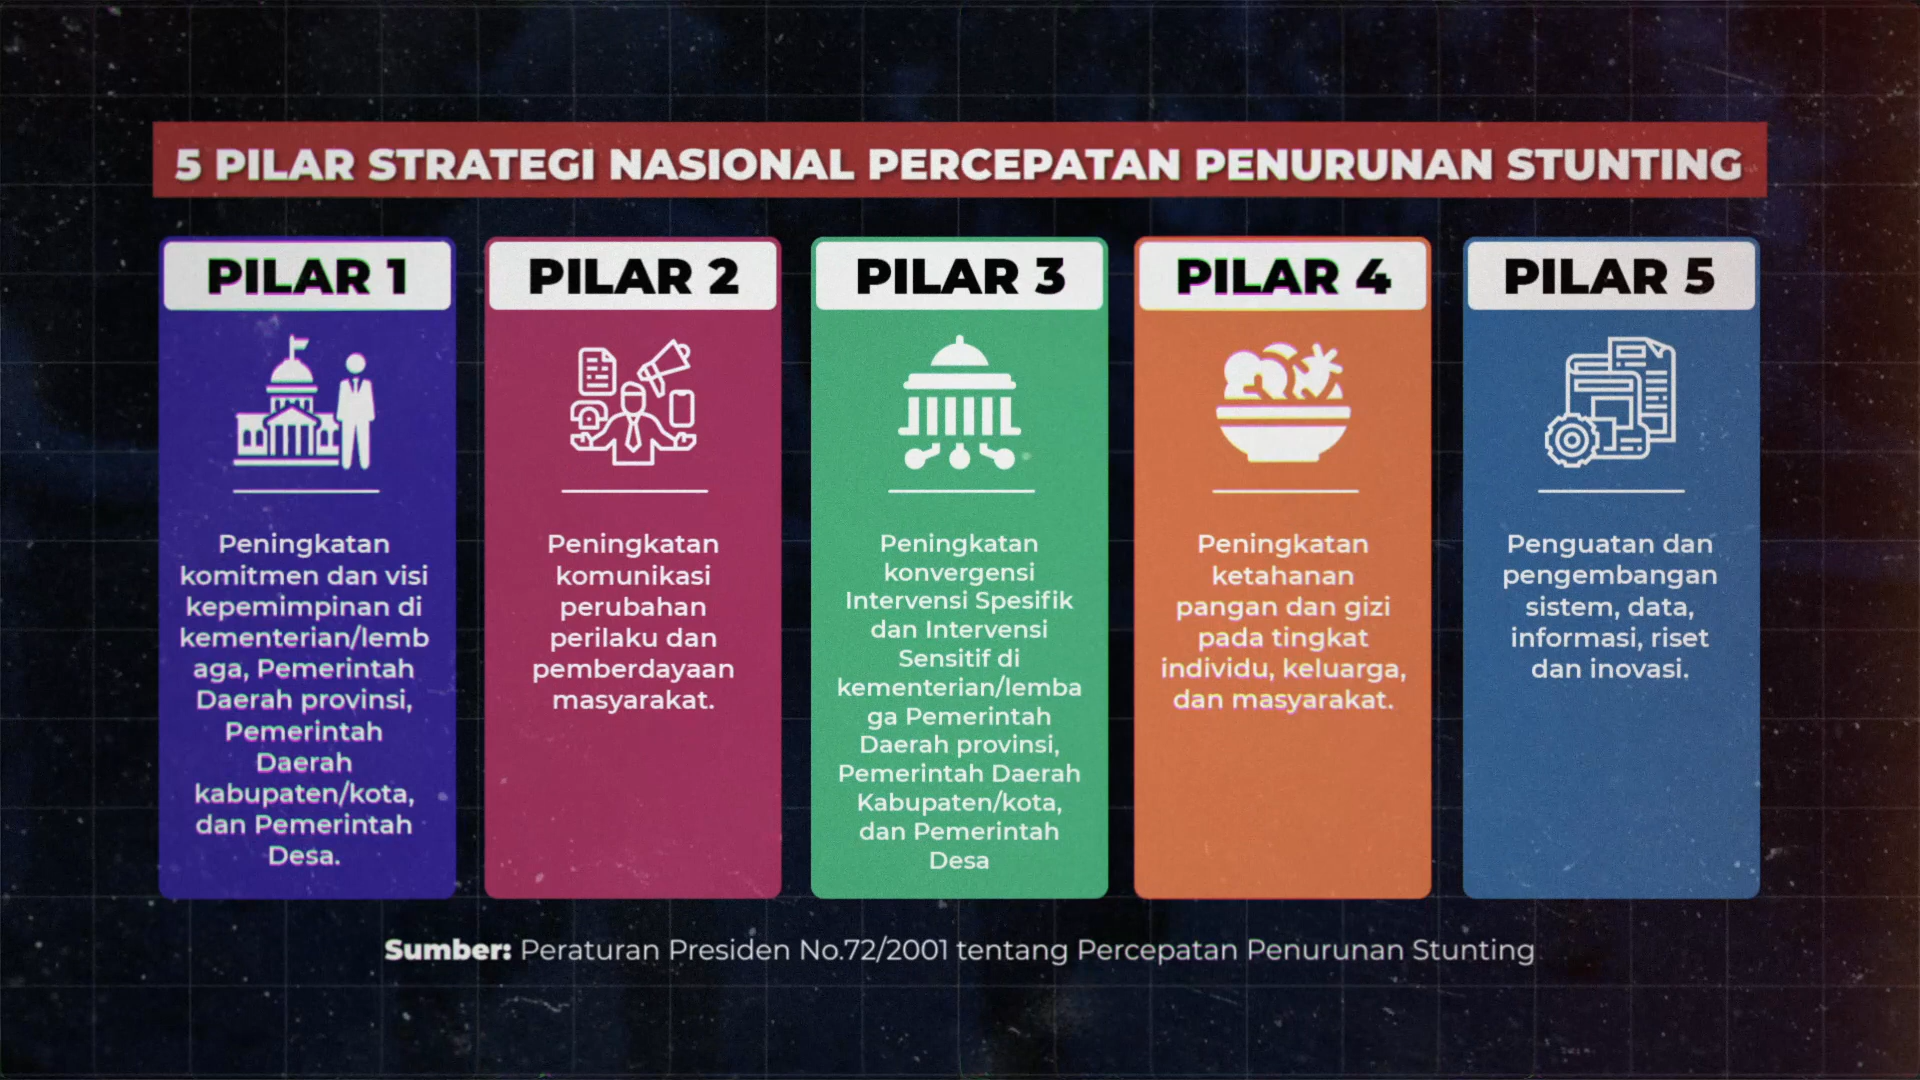 5 PILAR STRATEGI NASIONAL PERCEPATAN PENURUNAN STUNTING
PILAR 1
Peningkatan
komitmen dan visi
kepemimpinan di
kementerian/lemb
aga, Pemerintah
Daerah provinsi,
Pemerintah
Daerah
kabupaten/kota,
dan Pemerintah
Desa.
PILAR 2
Peningkatan
komunikasi
perubahan
perilaku dan
pemberdayaan
masyarakat.
PILAR 3
Peningkatan
konvergensi
Intervensi Spesifik
dan Intervensi
Sensitif di
kementerian/lemba
ga Pemerintah
Daerah provinsi,
Pemerintah Daerah
Kabupaten/kota,
dan Pemerintah
Desa
PILAR 4
Peningkatan
ketahanan
pangan dan gizi
pada tingkat
individu, keluarga,
dan masyarakat.
PILAR 5
Penguatan dan
pengembangan
sistem, data,
informasi, riset
dan inovasi.
Sumber: Peraturan Presiden No.72/2001 tentang Percepatan Penurunan Stunting